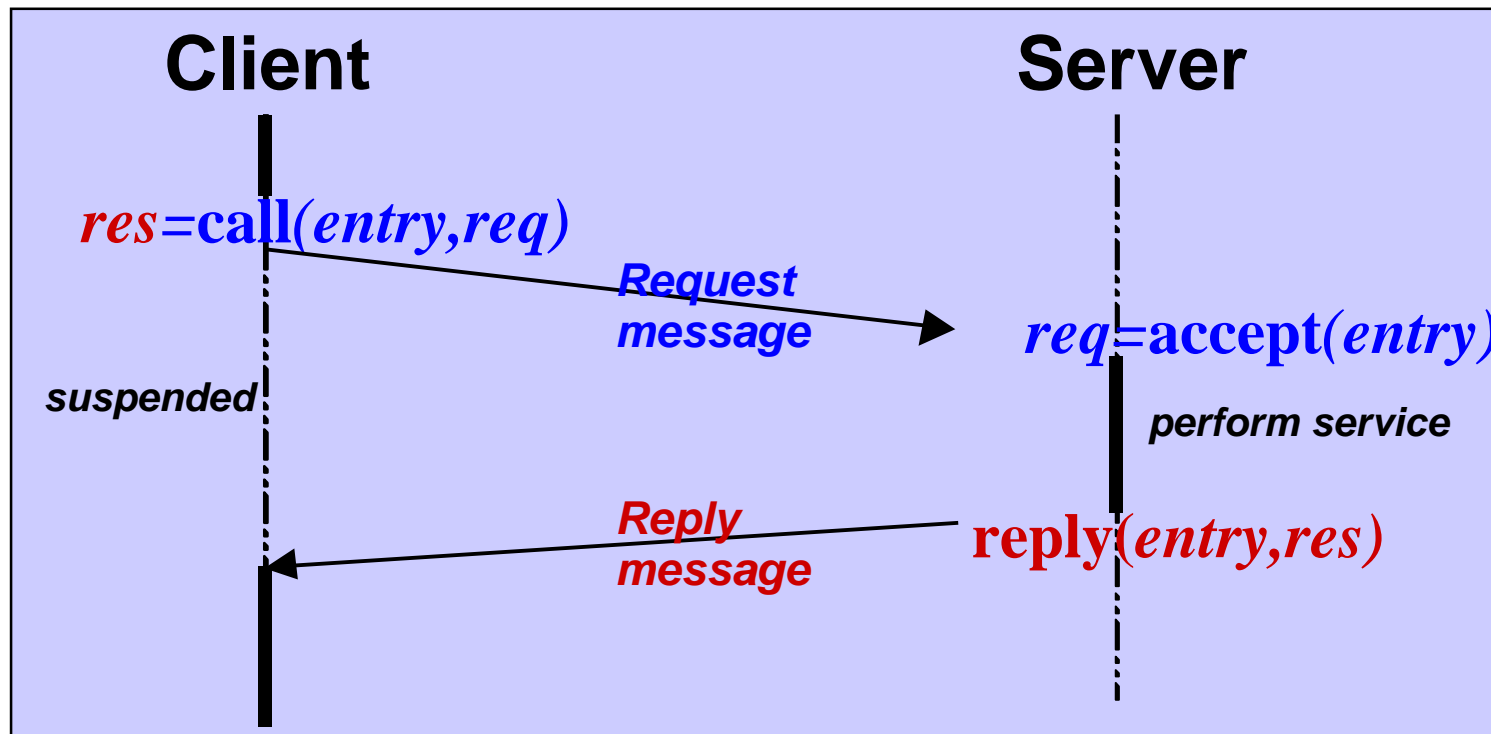 Client
Server
res=call(entry,req)
Request
message
req=accept(entry)
suspended
perform service
Reply
message
reply(entry,res)